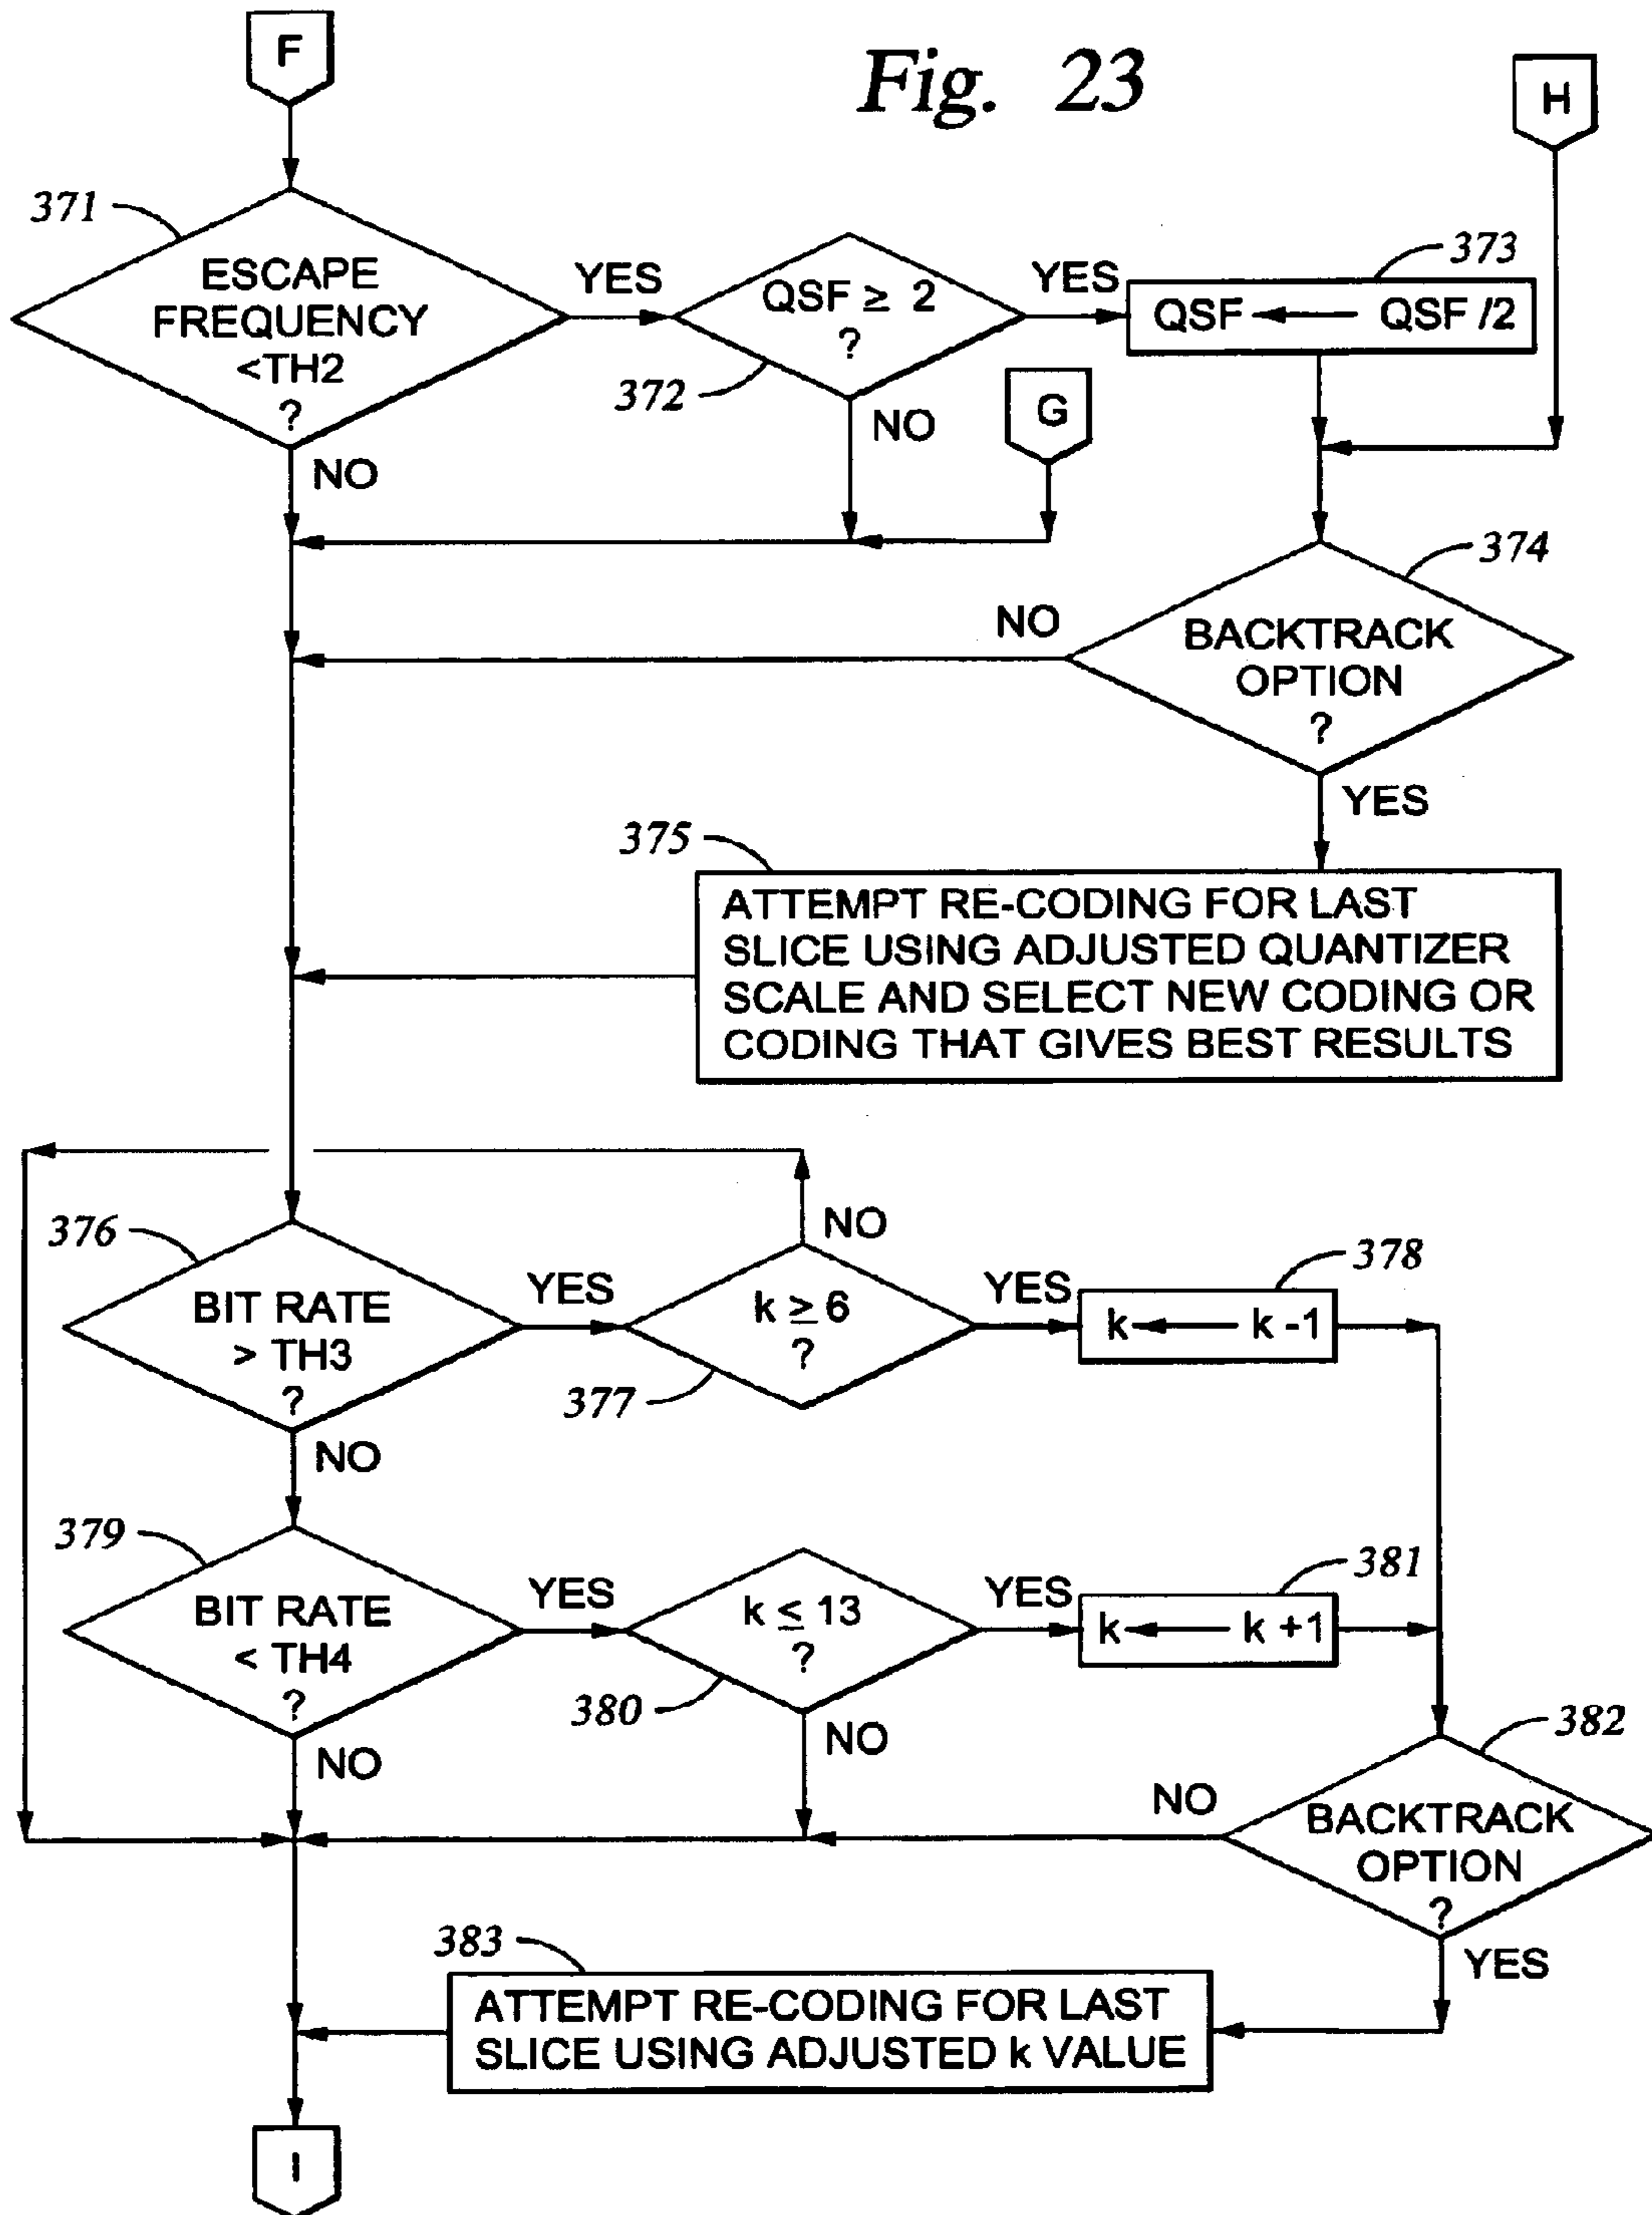 Fig. 23
F
H
371
ESCAPE
FREQUENCY
<TH2
?
YES
NO
QSF ≥ 2
?
372
YES
NO
373
QSF ← QSF /2
G
374
BACKTRACK
OPTION
?
NO
YES
375
ATTEMPT RE-CODING FOR LAST
SLICE USING ADJUSTED QUANTIZER
SCALE AND SELECT NEW CODING OR
CODING THAT GIVES BEST RESULTS
376
BIT RATE
> TH3
?
YES
NO
NO
k ≥ 6
?
377
YES
378
k ← k -1
379
BIT RATE
< TH4
?
YES
NO
k ≤ 13
?
380
YES
NO
381
k ← k +1
382
BACKTRACK
OPTION
?
NO
YES
383
ATTEMPT RE-CODING FOR LAST
SLICE USING ADJUSTED k VALUE
I